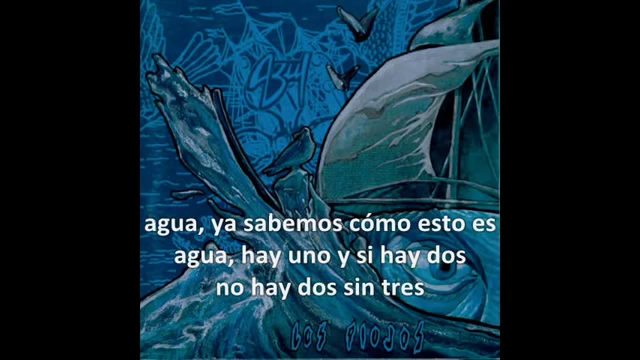 agua, ya sabemos cómo esto es
agua, hay uno y si hay dos
no hay dos sin tres
LOS PIOJOS